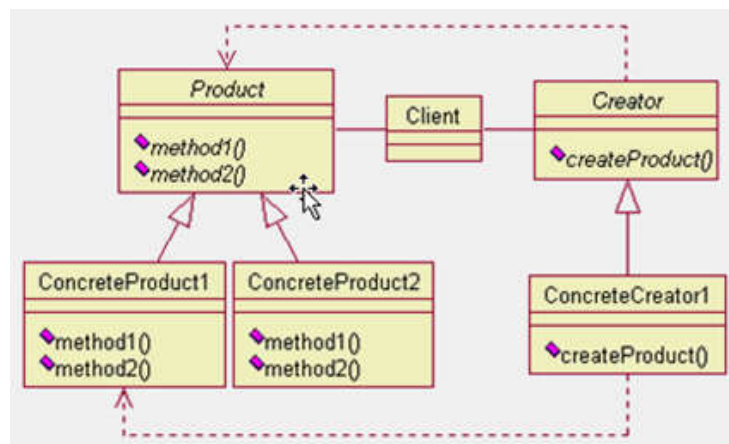 Product
method1()
method2()
Client
Creator
createProduct()
ConcreteProduct1
method1()
method2()
ConcreteProduct2
method1()
method2()
ConcreteCreator1
createProduct()